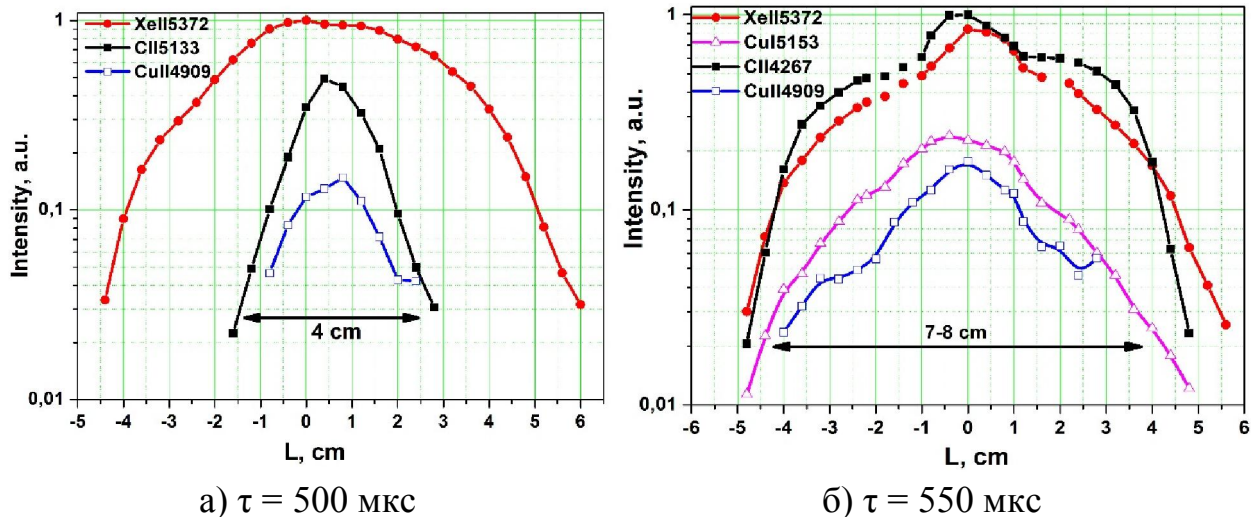 XeII5372
CII5133
CuII4909
Intensity, a.u.
1
0,1
0,01
4 cm
-5 -4 -3 -2 -1 0 1 2 3 4 5 6
L, cm
а) τ = 500 мкс
XeII5372
CuI5153
CII4267
CuII4909
Intensity, a.u.
1
0,1
0,01
7-8 cm
-6 -5 -4 -3 -2 -1 0 1 2 3 4 5 6
L, cm
б) τ = 550 мкс